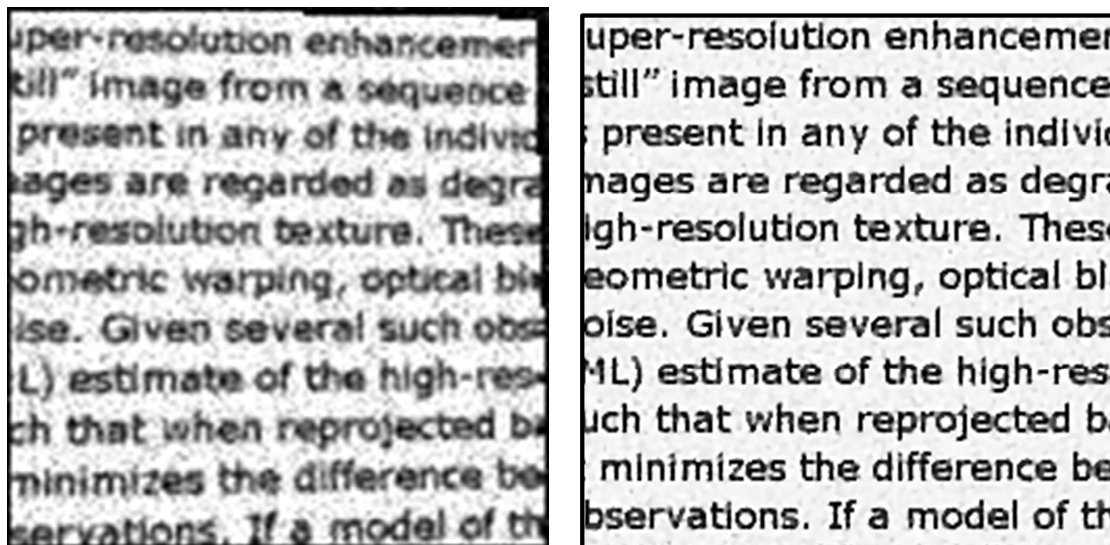 uper-resolution enhancemen
till” image from a sequence
present in any of the individ
ages are regarded as degra
gh-resolution texture. These
ometric warping, optical bl
ise. Given several such obs
L) estimate of the high-res
ch that when reprojected ba
minimizes the difference be
servations. If a model of th
uper-resolution enhancemen
still” image from a sequence
s present in any of the individ
mages are regarded as degra
igh-resolution texture. These
eometric warping, optical bl
oise. Given several such obs
ML) estimate of the high-res
uch that when reprojected ba
minimizes the difference be
bservations. If a model of th